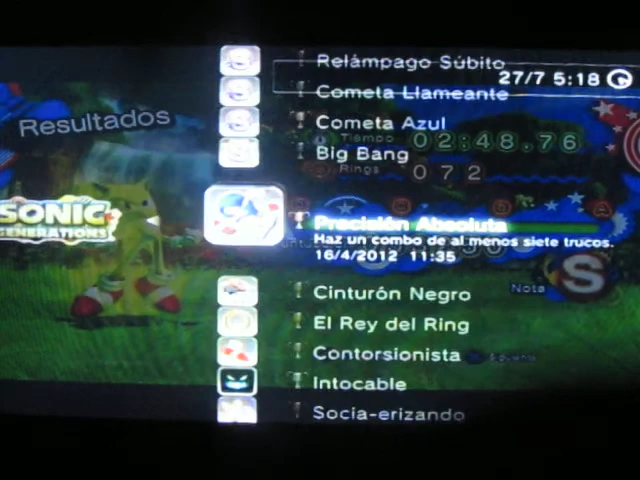 Relámpago Súbito
27/7 5:18
Cometa Llameante
Resultados
Cometa Azul
Tiempo 02:48.76
Big Bang
Rings 072
SONIC
GENERATIONS
Precisión Absoluta
Haz un combo de al menos siete trucos.
16/4/2012 11:35
Cinturón Negro
Nota S
El Rey del Ring
Contorsionista
Intocable
Socia-erizando